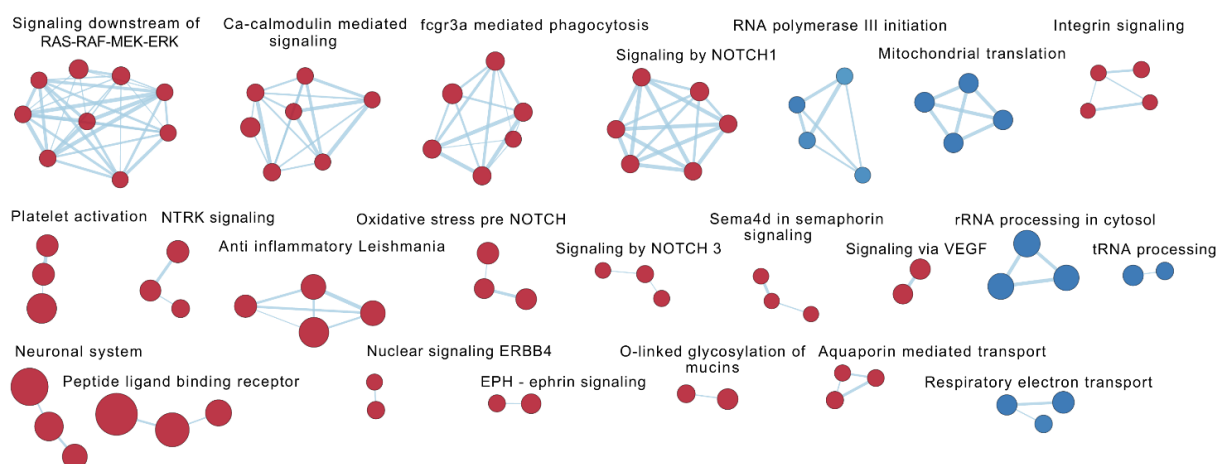 Signaling downstream of
RAS-RAF-MEK-ERK
Ca-calmodulin mediated
signaling
fcgr3a mediated phagocytosis
Signaling by NOTCH1
RNA polymerase III initiation
Mitochondrial translation
Integrin signaling
Platelet activation
NTRK signaling
Anti inflammatory Leishmania
Oxidative stress pre NOTCH
Signaling by NOTCH 3
Sema4d in semaphorin
signaling
Signaling via VEGF
rRNA processing in cytosol
tRNA processing
Neuronal system
Peptide ligand binding receptor
Nuclear signaling ERBB4
EPH - ephrin signaling
O-linked glycosylation of
mucins
Aquaporin mediated transport
Respiratory electron transport